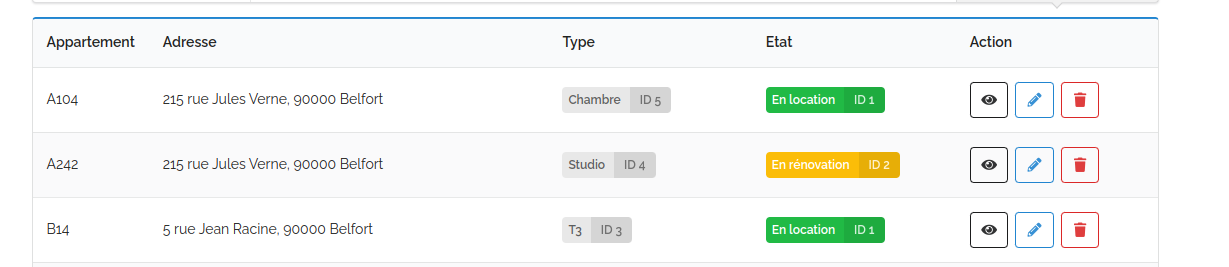 Appartement Adresse Type Etat Action
A104 215 rue Jules Verne, 90000 Belfort Chambre ID 5 En location ID 1
A242 215 rue Jules Verne, 90000 Belfort Studio ID 4 En rénovation ID 2
B14 5 rue Jean Racine, 90000 Belfort T3 ID 3 En location ID 1